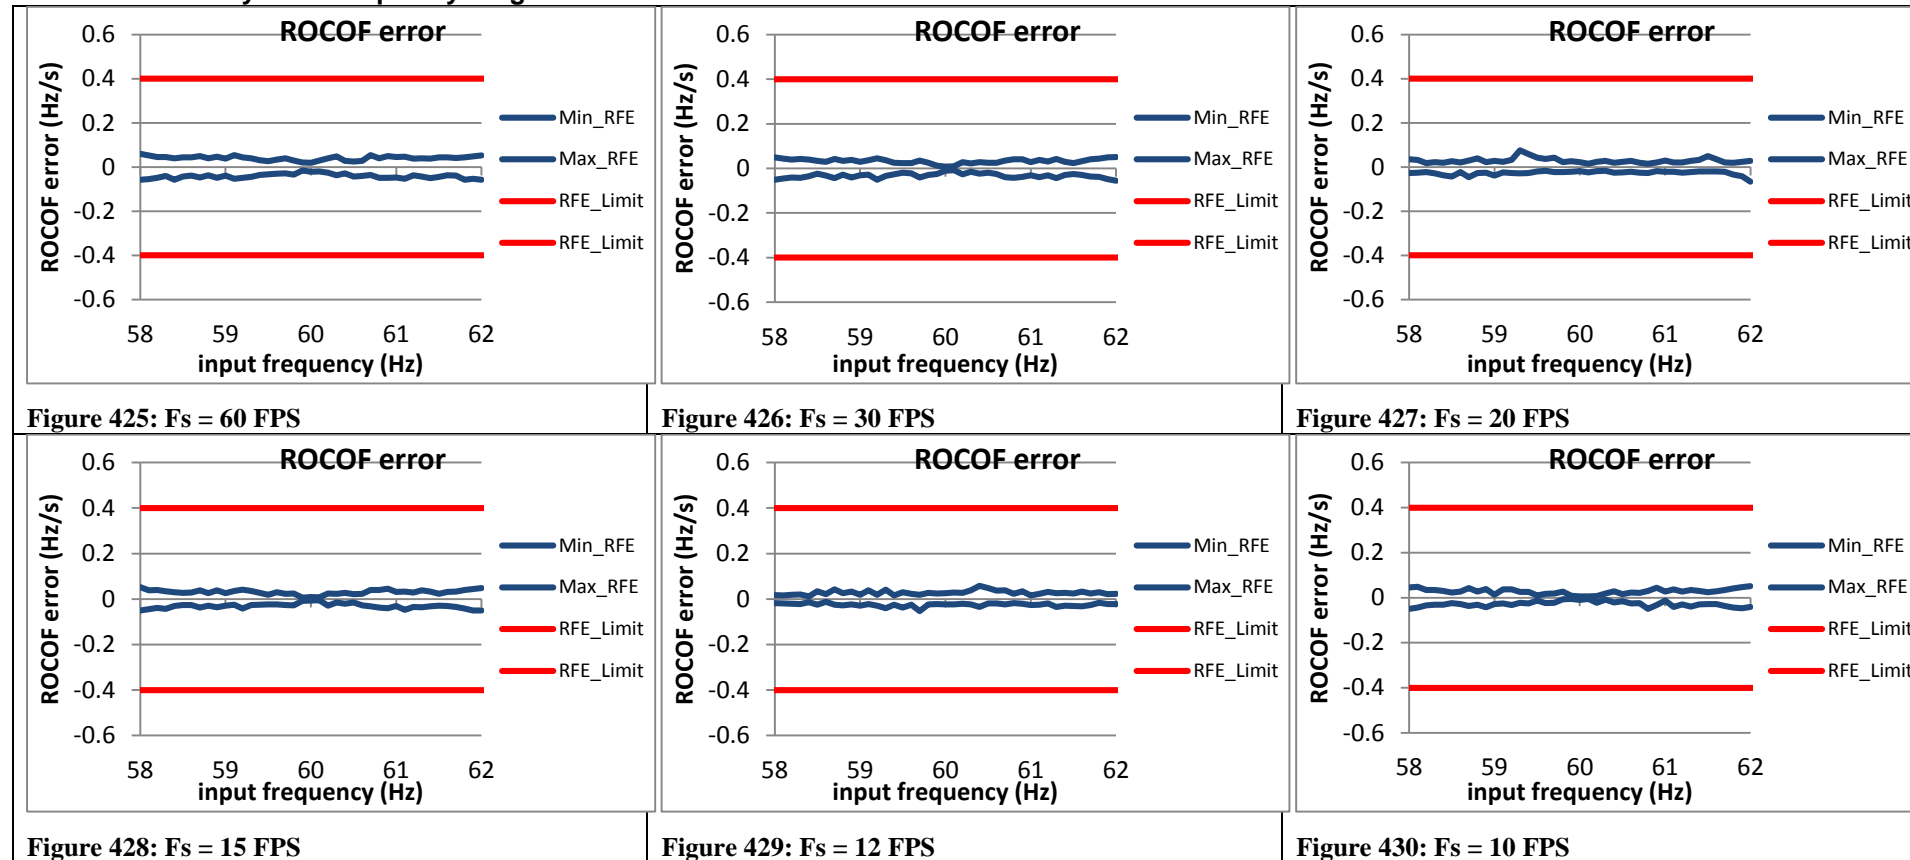 ROCOF error
0.6
0.4
0.2
0
-0.2
-0.4
-0.6
ROCOF error (Hz/s)
58 59 60 61 62
input frequency (Hz)
Min_RFE
Max_RFE
RFE_Limit
RFE_Limit
Figure 425: Fs = 60 FPS
ROCOF error
0.6
0.4
0.2
0
-0.2
-0.4
-0.6
ROCOF error (Hz/s)
58 59 60 61 62
input frequency (Hz)
Min_RFE
Max_RFE
RFE_Limit
RFE_Limit
Figure 426: Fs = 30 FPS
ROCOF error
0.6
0.4
0.2
0
-0.2
-0.4
-0.6
ROCOF error (Hz/s)
58 59 60 61 62
input frequency (Hz)
Min_RFE
Max_RFE
RFE_Limit
RFE_Limit
Figure 427: Fs = 20 FPS
ROCOF error
0.6
0.4
0.2
0
-0.2
-0.4
-0.6
ROCOF error (Hz/s)
58 59 60 61 62
input frequency (Hz)
Min_RFE
Max_RFE
RFE_Limit
RFE_Limit
Figure 428: Fs = 15 FPS
ROCOF error
0.6
0.4
0.2
0
-0.2
-0.4
-0.6
ROCOF error (Hz/s)
58 59 60 61 62
input frequency (Hz)
Min_RFE
Max_RFE
RFE_Limit
RFE_Limit
Figure 429: Fs = 12 FPS
ROCOF error
0.6
0.4
0.2
0
-0.2
-0.4
-0.6
ROCOF error (Hz/s)
58 59 60 61 62
input frequency (Hz)
Min_RFE
Max_RFE
RFE_Limit
RFE_Limit
Figure 430: Fs = 10 FPS